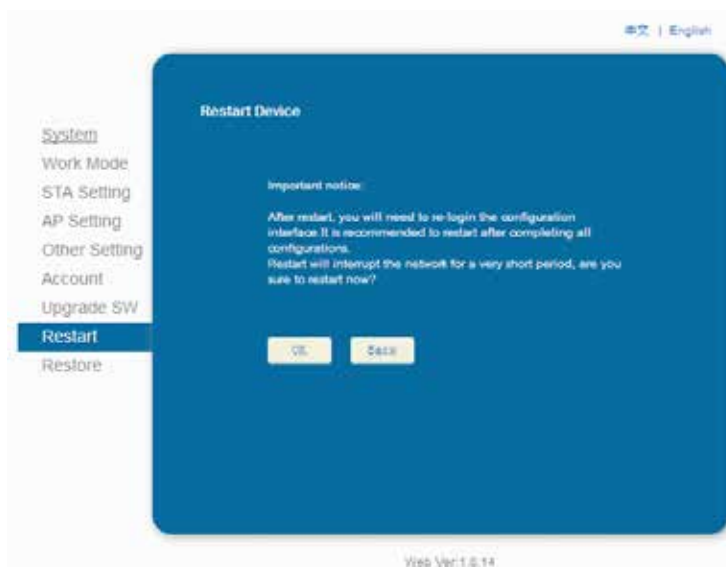 中文 | English
Restart Device
System
Work Mode
STA Setting
AP Setting
Other Setting
Account
Upgrade SW
Restart
Restore
Important notice:
After restart, you will need to re-login the configuration
interface.It is recommended to restart after completing all
configurations.
Restart will interrupt the network for a very short period, are you
sure to restart now?
OK
Back
Web Ver:1.0.14